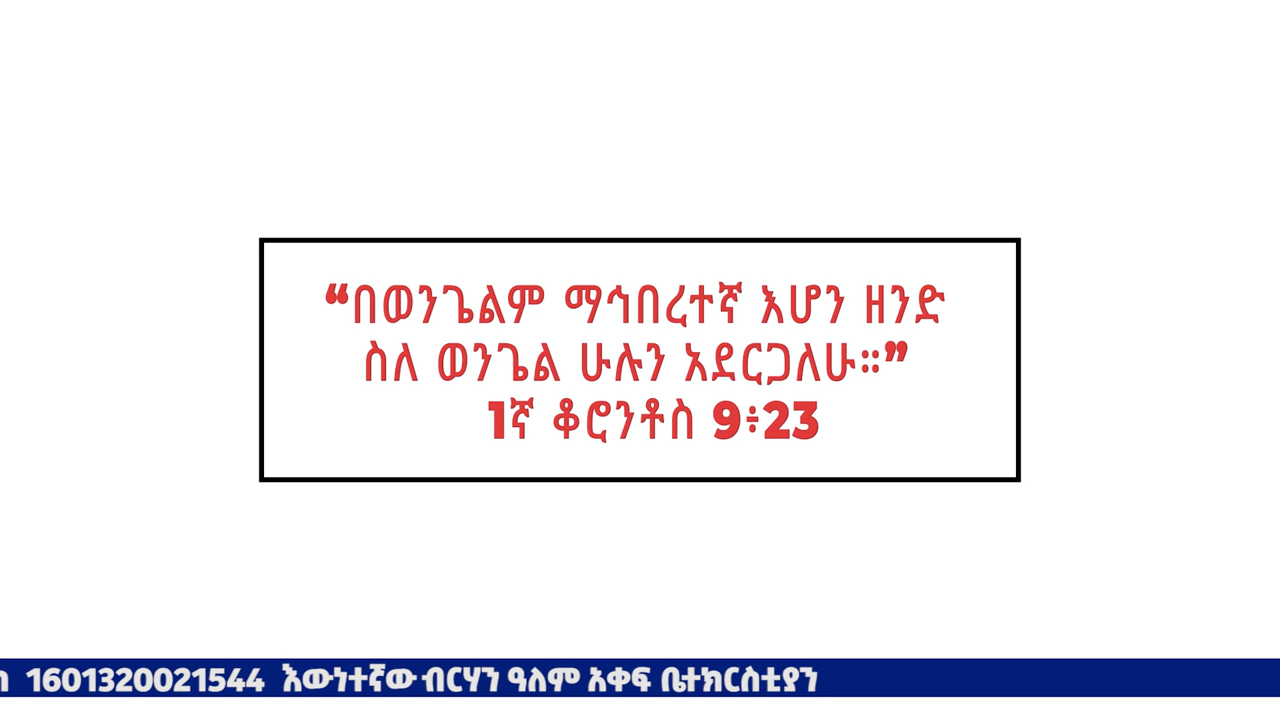 “በወንጌልም ማኅበረተኛ እሆን ዘንድ
ስለ ወንጌል ሁሉን አደርጋለሁ።”
1ኛ ቆሮንቶስ 9፥23
1601320021544 እውነተኛው ብርሃን ዓለም አቀፍ ቤተክርስቲያን